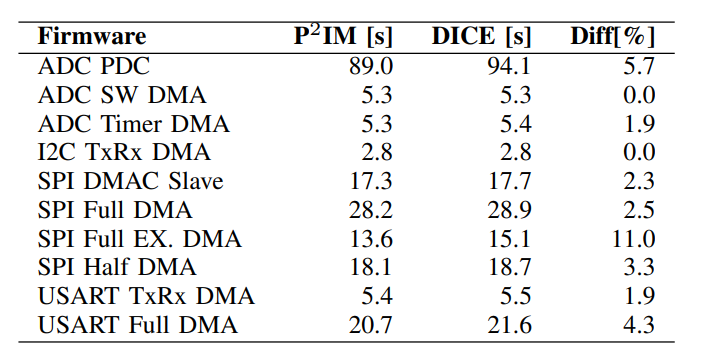 Firmware P²IM [s] DICE [s] Diff[%]
ADC PDC 89.0 94.1 5.7
ADC SW DMA 5.3 5.3 0.0
ADC Timer DMA 5.3 5.4 1.9
I2C TxRx DMA 2.8 2.8 0.0
SPI DMAC Slave 17.3 17.7 2.3
SPI Full DMA 28.2 28.9 2.5
SPI Full EX. DMA 13.6 15.1 11.0
SPI Half DMA 18.1 18.7 3.3
USART TxRx DMA 5.4 5.5 1.9
USART Full DMA 20.7 21.6 4.3